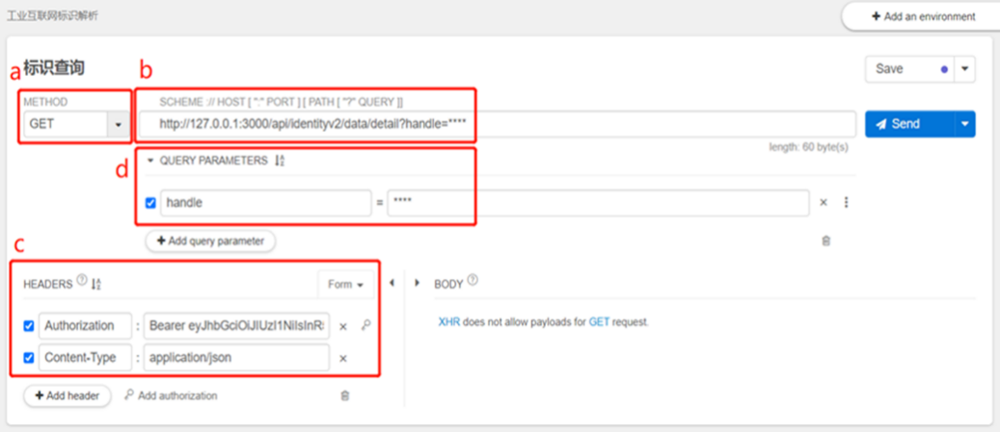 工业互联网标识解析
+ Add an environment
a 标识查询
b
Save
METHOD
SCHEME :// HOST [ ":" PORT ] [ PATH [ "?" QUERY ]]
GET
http://127.0.0.1:3000/api/identityv2/data/detail?handle=****
Send
length: 60 byte(s)
d
QUERY PARAMETERS
handle = ****
+ Add query parameter
c
HEADERS ?
Form
BODY ?
Authorization : Bearer eyJhbGciOiJIUzI1NiIsInR
XHR does not allow payloads for GET request.
Content-Type : application/json
+ Add header
Add authorization